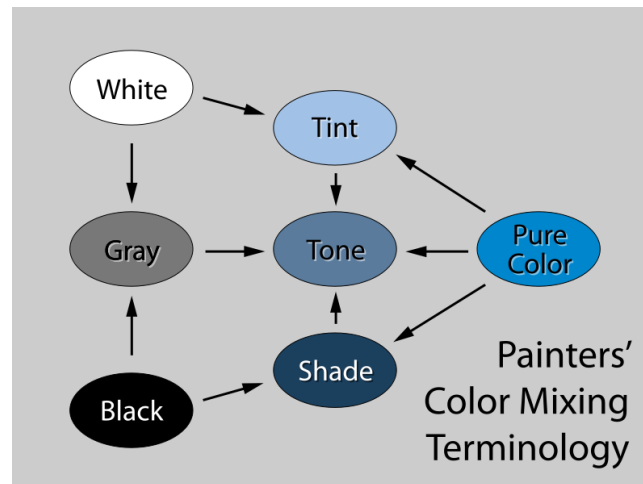 White
Tint
Gray
Tone
Pure
Color
Shade
Black
Painters’
Color Mixing
Terminology